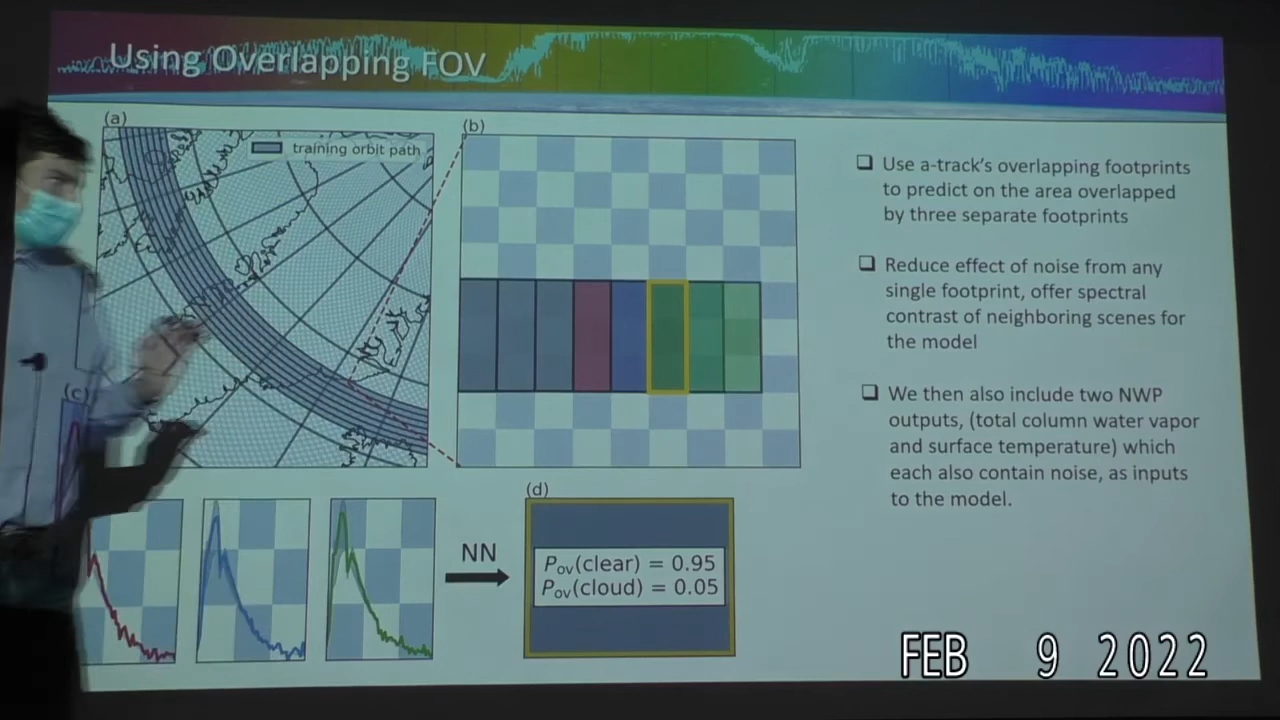 Using Overlapping FOV
(a)
training orbit path
(b)
❑ Use a-track's overlapping footprints
to predict on the area overlapped
by three separate footprints
❑ Reduce effect of noise from any
single footprint, offer spectral
contrast of neighboring scenes for
the model
❑ We then also include two NWP
outputs, (total column water vapor
and surface temperature) which
each also contain noise, as inputs
to the model.
(c)
NN
(d)
Pov(clear) = 0.95
Pov(cloud) = 0.05
FEB 9 2022